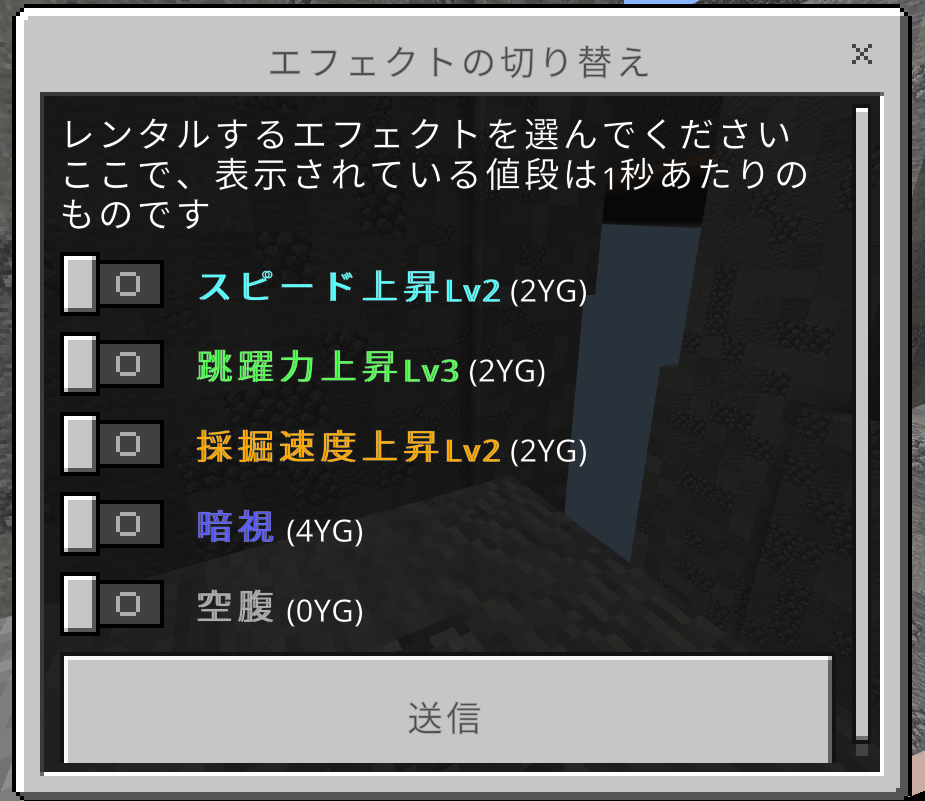 エフェクトの切り替え
レンタルするエフェクトを選んでください
ここで、表示されている値段は1秒あたりの
ものです
スピード上昇Lv2 (2YG)
跳躍力上昇Lv3 (2YG)
採掘速度上昇Lv2 (2YG)
暗視 (4YG)
空腹 (0YG)
送信